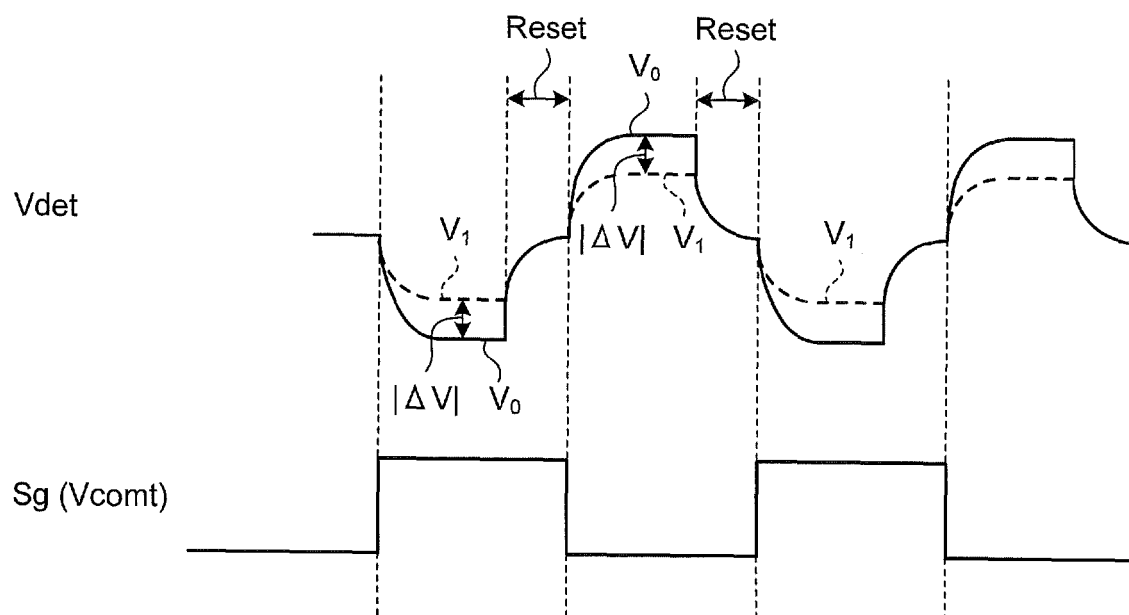 Reset
Reset
V₀
Vdet
V₁
|ΔV|
V₁
V₁
|ΔV|
V₀
Sg (Vcomt)